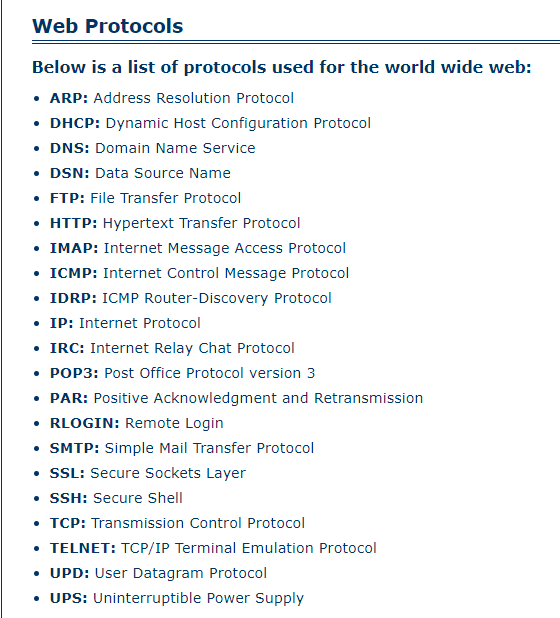 Web Protocols
Below is a list of protocols used for the world wide web:
• ARP: Address Resolution Protocol
• DHCP: Dynamic Host Configuration Protocol
• DNS: Domain Name Service
• DSN: Data Source Name
• FTP: File Transfer Protocol
• HTTP: Hypertext Transfer Protocol
• IMAP: Internet Message Access Protocol
• ICMP: Internet Control Message Protocol
• IDRP: ICMP Router-Discovery Protocol
• IP: Internet Protocol
• IRC: Internet Relay Chat Protocol
• POP3: Post Office Protocol version 3
• PAR: Positive Acknowledgment and Retransmission
• RLOGIN: Remote Login
• SMTP: Simple Mail Transfer Protocol
• SSL: Secure Sockets Layer
• SSH: Secure Shell
• TCP: Transmission Control Protocol
• TELNET: TCP/IP Terminal Emulation Protocol
• UPD: User Datagram Protocol
• UPS: Uninterruptible Power Supply